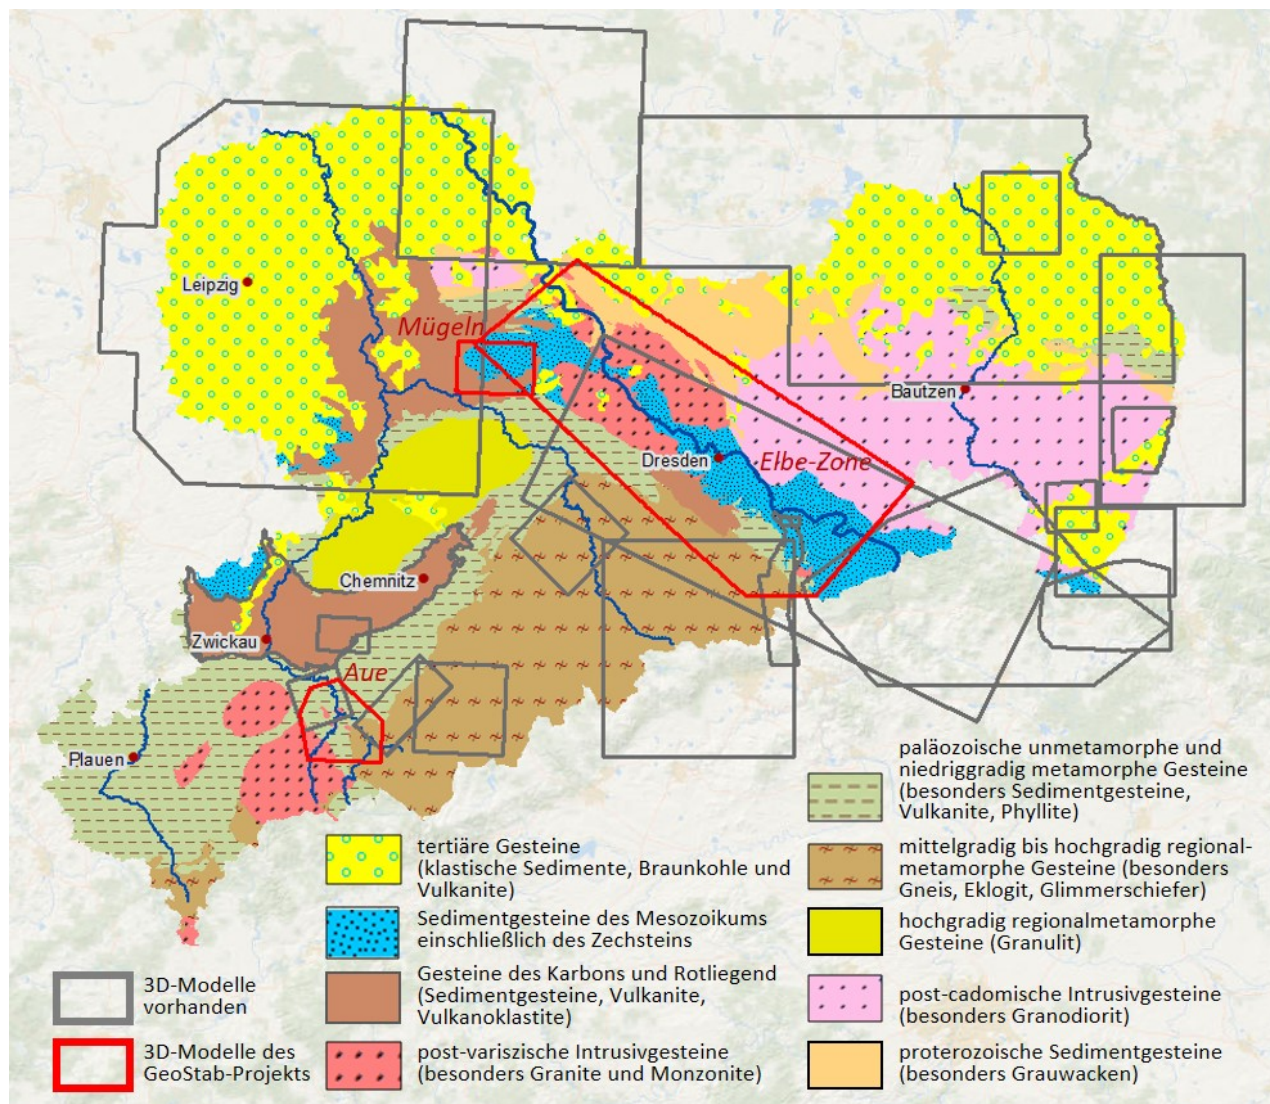 Leipzig
Mügeln
Bautzen
Dresden
Elbe-Zone
Chemnitz
Zwickau
Aue
Plauen
3D-Modelle
vorhanden
3D-Modelle des
GeoStab-Projekts
tertiäre Gesteine
(klastische Sedimente, Braunkohle und
Vulkanite)
Sedimentgesteine des Mesozoikums
einschließlich des Zechsteins
Gesteine des Karbons und Rotliegend
(Sedimentgesteine, Vulkanite,
Vulkanoklastite)
post-variszische Intrusivgesteine
(besonders Granite und Monzonite)
paläozoische unmetamorphe und
niedriggradig metamorphe Gesteine
(besonders Sedimentgesteine,
Vulkanite, Phyllite)
mittelgradig bis hochgradig regional-
metamorphe Gesteine (besonders
Gneis, Eklogit, Glimmerschiefer)
hochgradig regionalmetamorphe
Gesteine (Granulit)
post-cadomische Intrusivgesteine
(besonders Granodiorit)
proterozoische Sedimentgesteine
(besonders Grauwacken)